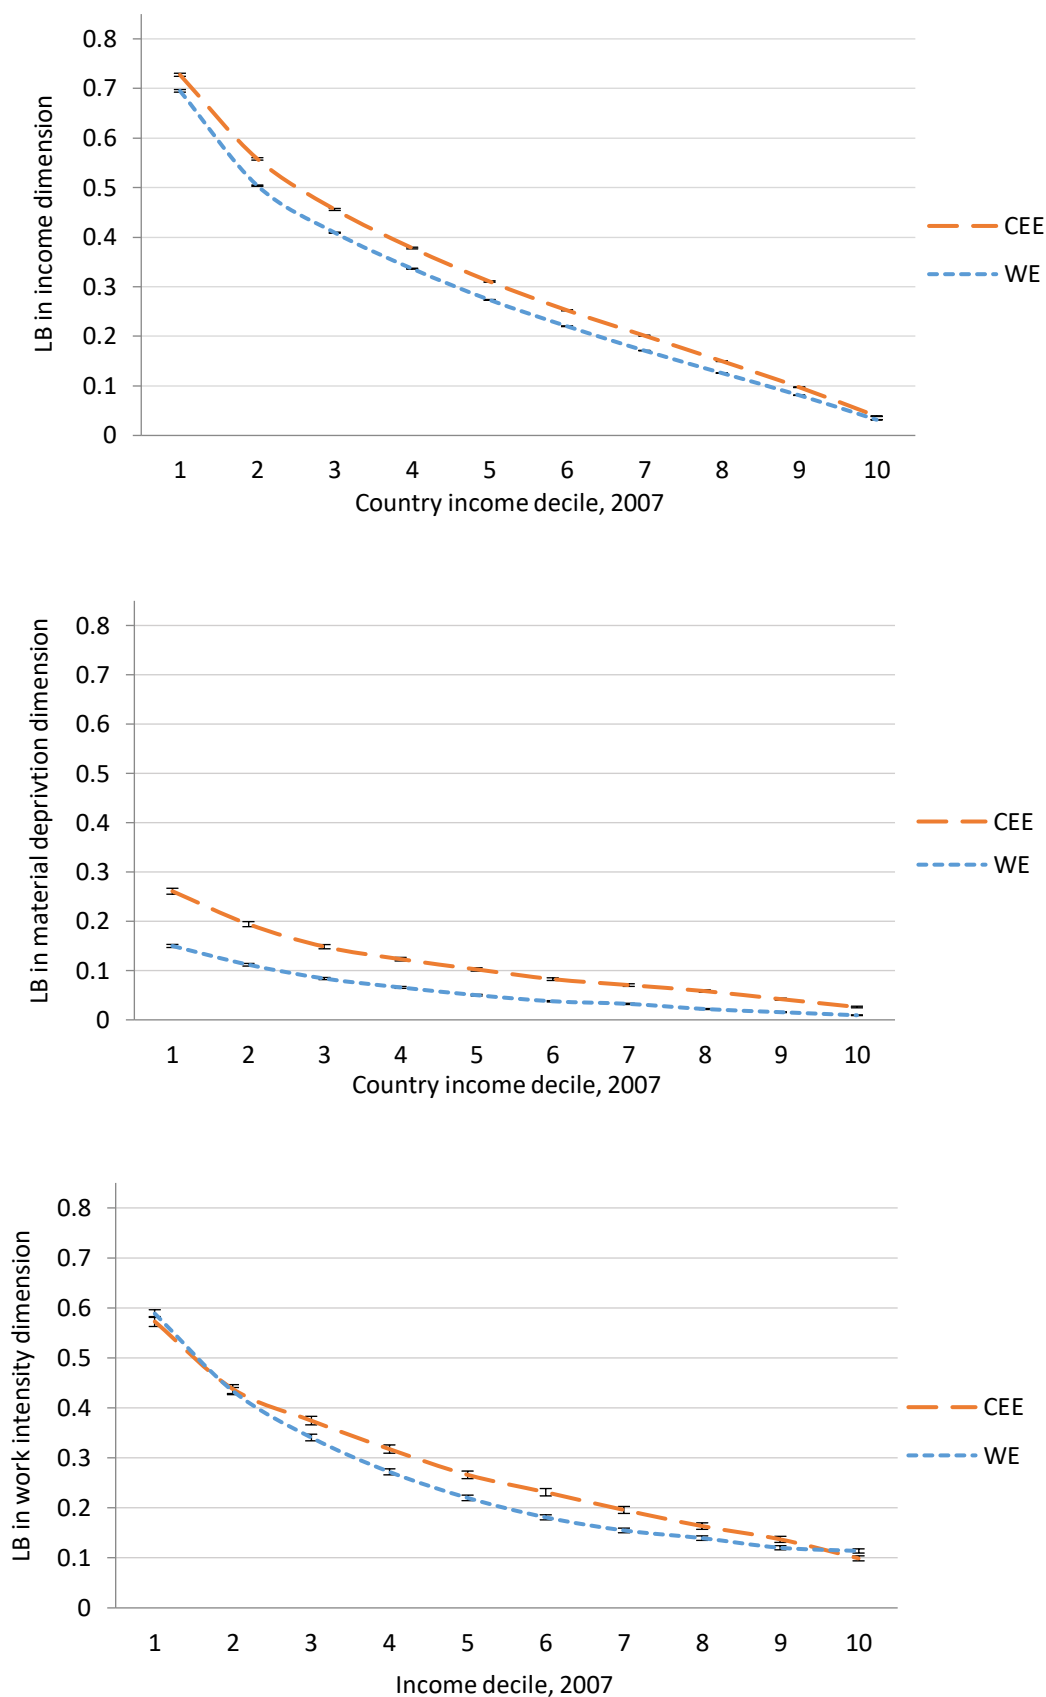 0.8
0.7
0.6
0.5
0.4
0.3
0.2
0.1
0
LB in income dimension
1 2 3 4 5 6 7 8 9 10
Country income decile, 2007
CEE
WE
0.8
0.7
0.6
0.5
0.4
0.3
0.2
0.1
0
LB in material deprivtion dimension
1 2 3 4 5 6 7 8 9 10
Country income decile, 2007
CEE
WE
0.8
0.7
0.6
0.5
0.4
0.3
0.2
0.1
0
LB in work intensity dimension
1 2 3 4 5 6 7 8 9 10
Income decile, 2007
CEE
WE